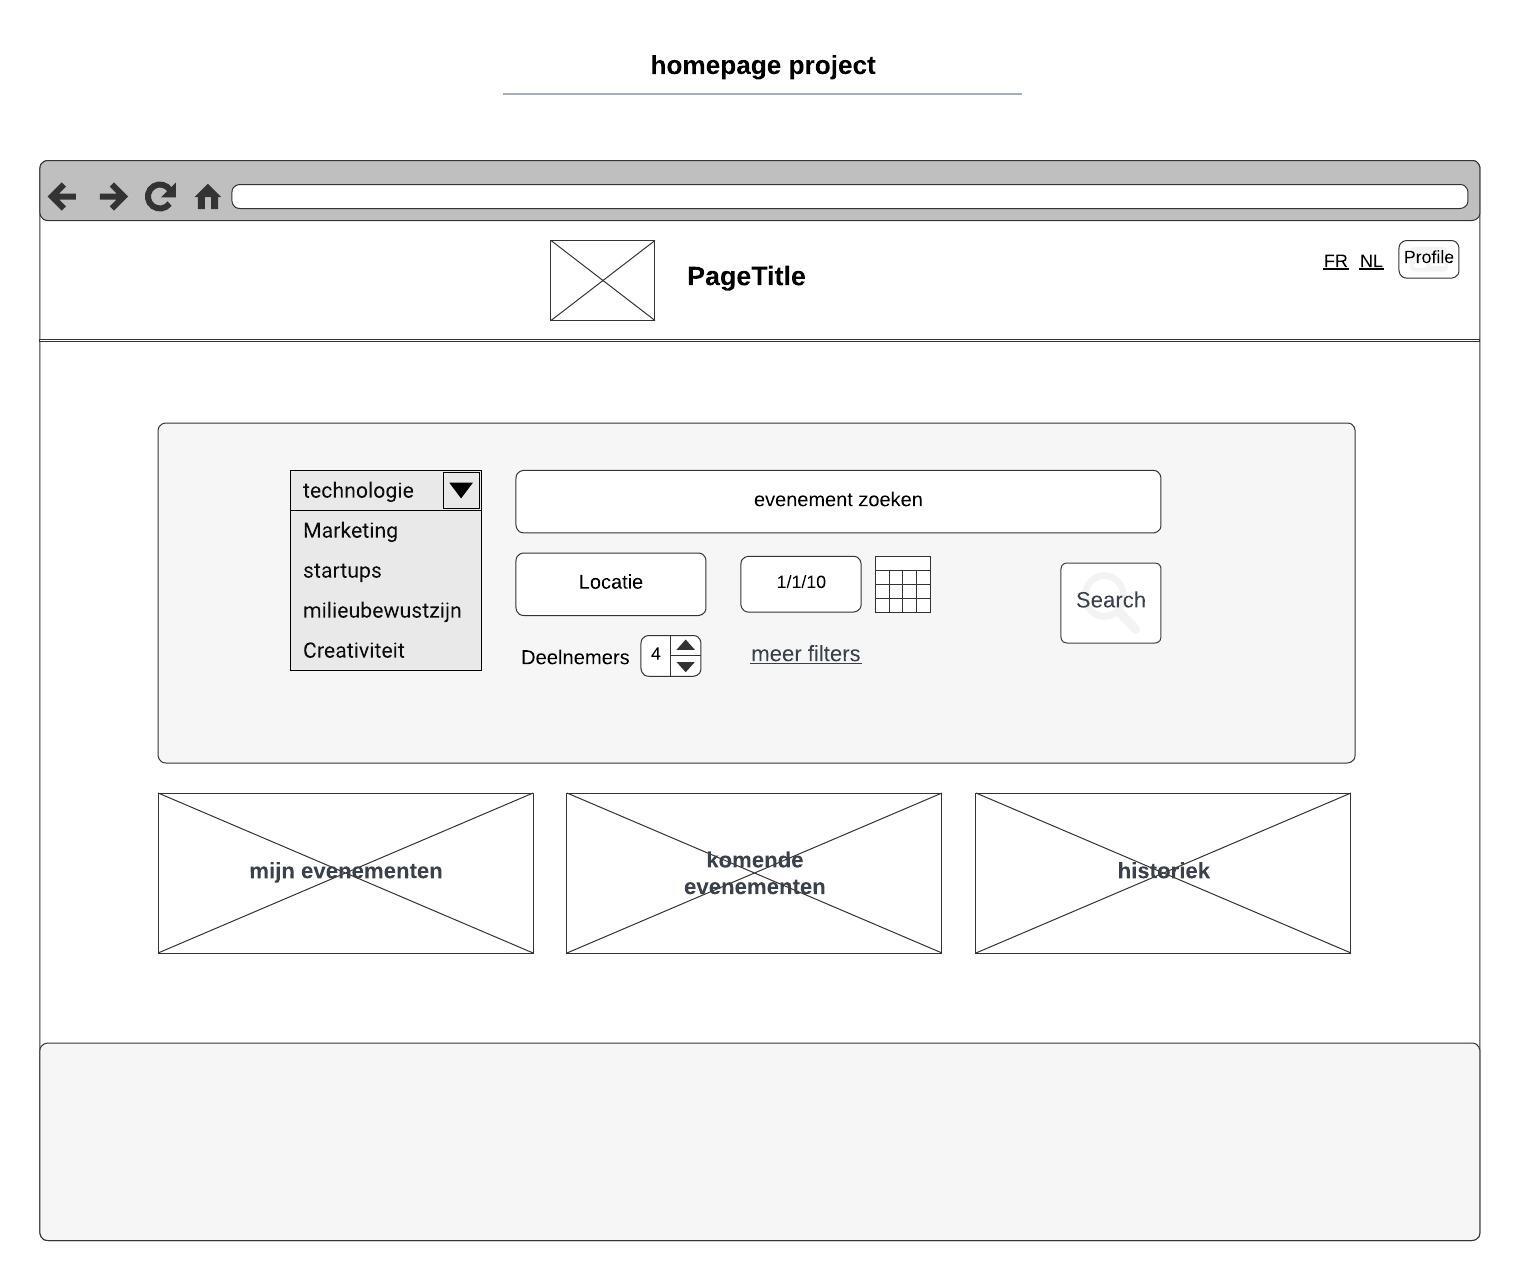 homepage project
PageTitle
FR NL Profile
technologie
Marketing
startups
milieubewustzijn
Creativiteit
evenement zoeken
Locatie
1/1/10
Search
Deelnemers 4
meer filters
mijn evenementen
komende
evenementen
historiek